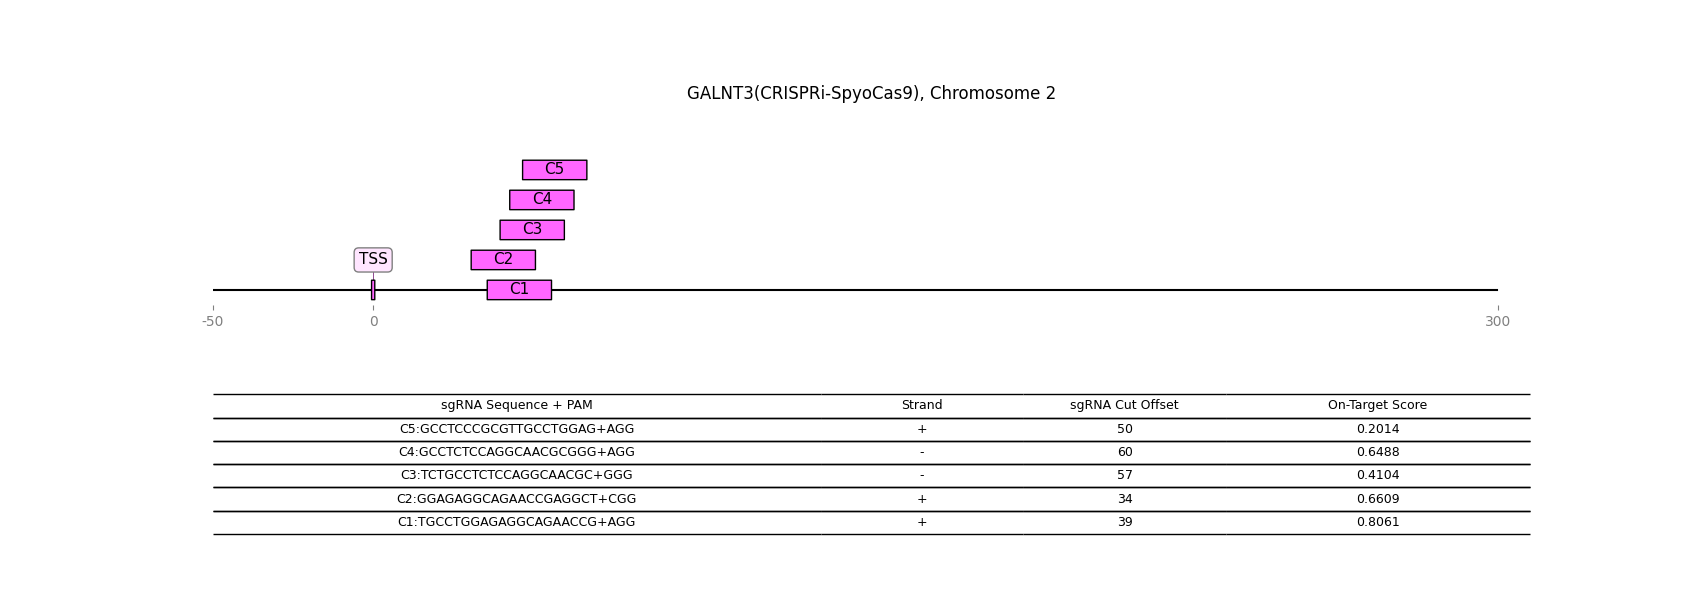 GALNT3(CRISPRi-SpyoCas9), Chromosome 2
C5
C4
C3
TSS C2
C1
-50 0 300
sgRNA Sequence + PAM Strand sgRNA Cut Offset On-Target Score
C5:GCCTCCCGCGTTGCCTGGAG+AGG + 50 0.2014
C4:GCCTCTCCAGGCAACGCGGG+AGG - 60 0.6488
C3:TCTGCCTCTCCAGGCAACGC+GGG - 57 0.4104
C2:GGAGAGGCAGAACCGAGGCT+CGG + 34 0.6609
C1:TGCCTGGAGAGGCAGAACCG+AGG + 39 0.8061